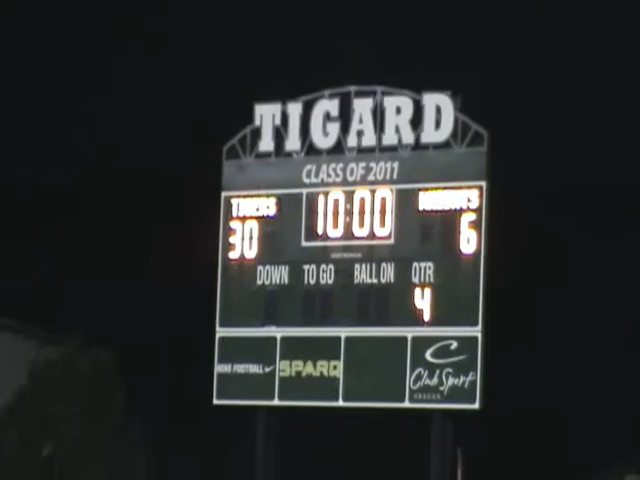 TIGARD
CLASS OF 2011
TIGERS 10:00
30 6
DOWN TO GO BALL ON QTR
4
NIKE FOOTBALL SPARQ C
Club Sport
OREGON